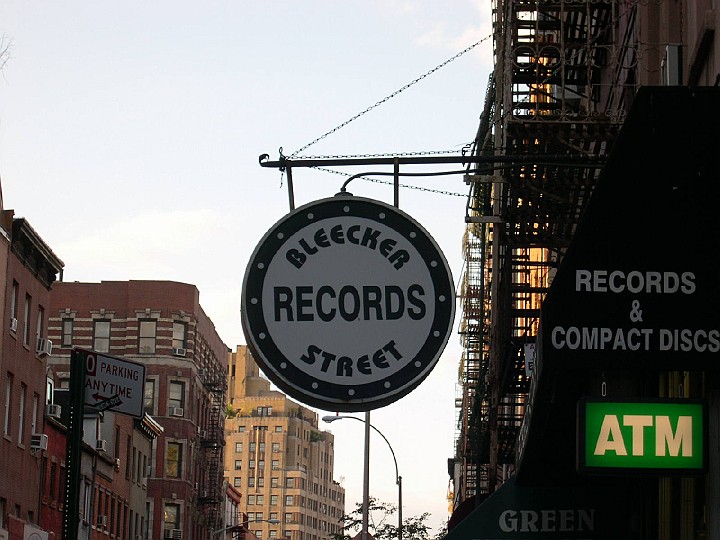 BLEECKER
RECORDS
STREET
RECORDS
&
COMPACT DISCS
ATM
GREEN
PARKING
ANYTIME